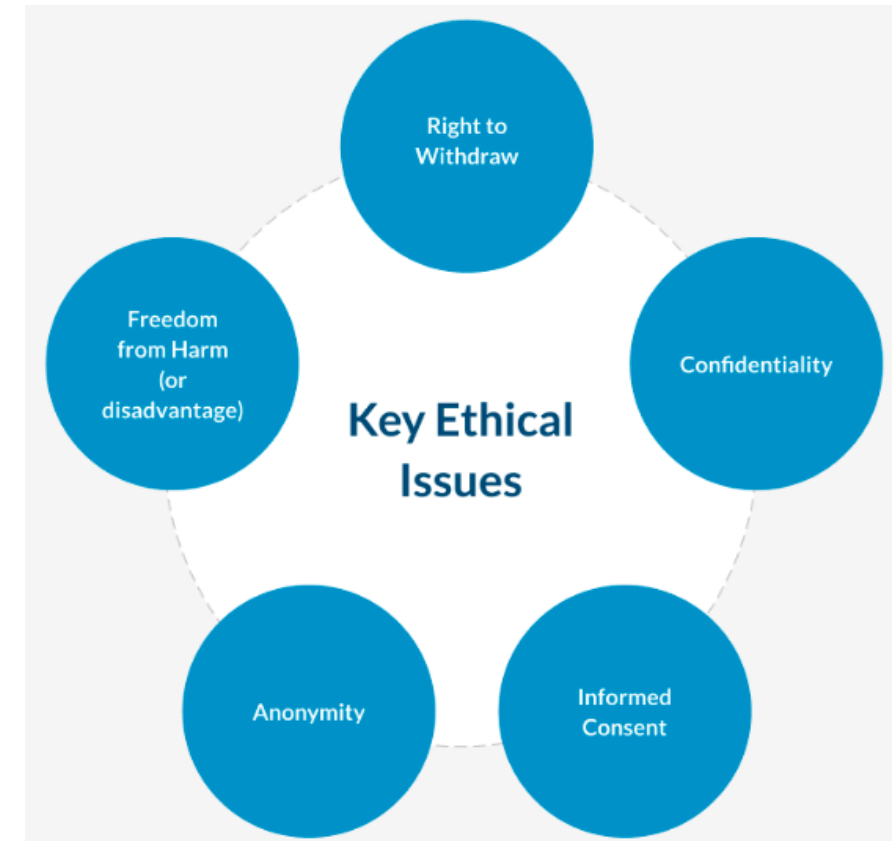 Right to
Withdraw
Freedom
from Harm
(or
disadvantage)
Confidentiality
Key Ethical
Issues
Anonymity
Informed
Consent